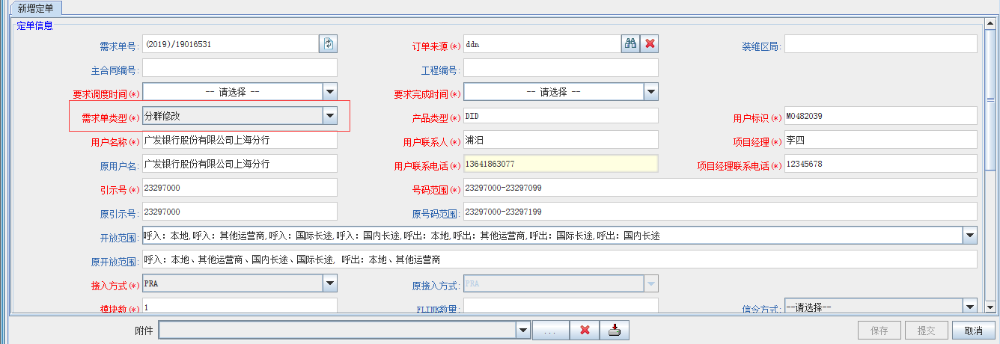 新增定单
定单信息
需求单号: (2019)/19016531 订单来源(*) ddn 装维区局:
主合同编号: 工程编号:
要求调度时间(*) -- 请选择 -- 要求完成时间(*) -- 请选择 --
需求单类型(*) 分群修改 产品类型(*) DID 用户标识(*) M0482039
用户名称(*) 广发银行股份有限公司上海分行 用户联系人(*) 浦汨 项目经理(*) 李四
原用户名: 广发银行股份有限公司上海分行 用户联系电话(*) 13641863077 项目经理联系电话(*) 12345678
引示号(*) 23297000 号码范围(*) 23297000-23297099
原引示号: 23297000 原号码范围: 23297000-23297199
开放范围: 呼入: 本地,呼入: 其他运营商,呼入: 国际长途,呼入: 国内长途,呼出: 本地,呼出: 其他运营商,呼出: 国际长途,呼出: 国内长途
原开放范围: 呼入: 本地、其他运营商、国内长途、国际长途, 呼出: 本地、其他运营商
接入方式(*) PRA 原接入方式: PRA
模块数(*) 1 FLINK数量: 信令方式: --请选择--
附件 ... 保存 提交 取消